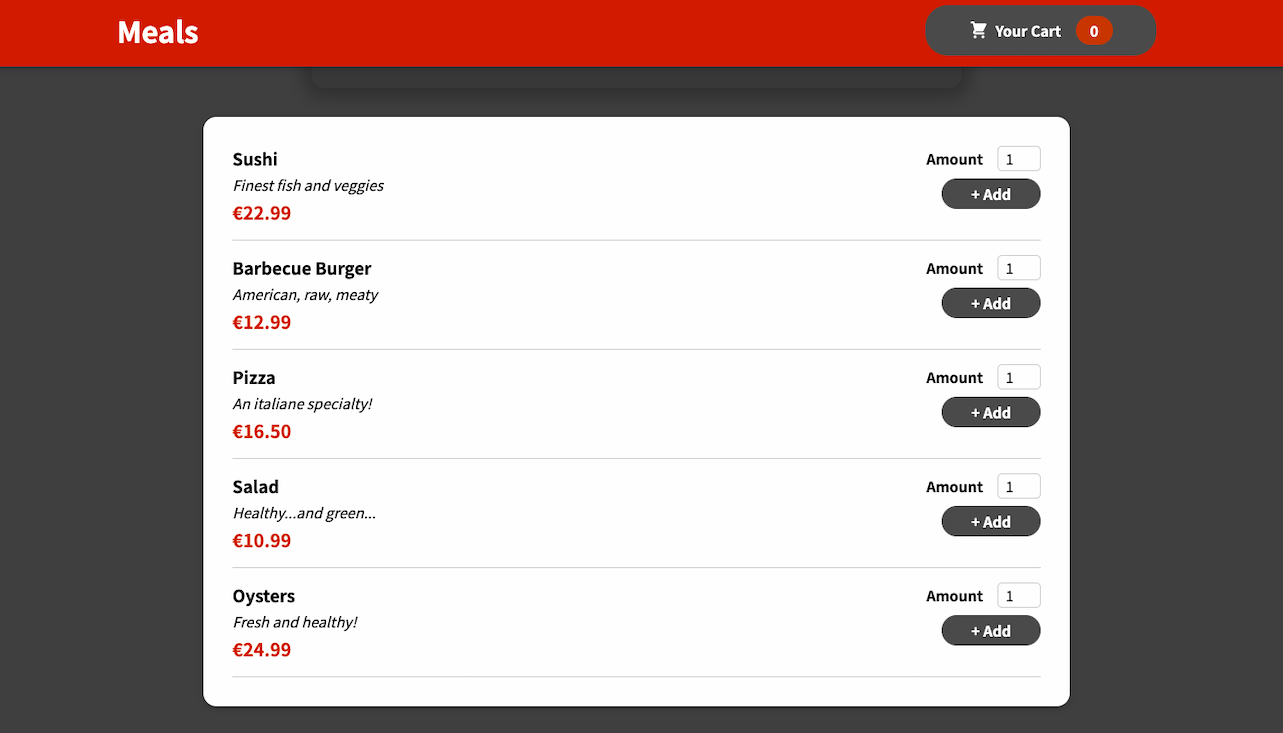 Meals
Your Cart 0
Sushi
Finest fish and veggies
€22.99
Amount 1
+ Add
Barbecue Burger
American, raw, meaty
€12.99
Amount 1
+ Add
Pizza
An italiane specialty!
€16.50
Amount 1
+ Add
Salad
Healthy...and green...
€10.99
Amount 1
+ Add
Oysters
Fresh and healthy!
€24.99
Amount 1
+ Add